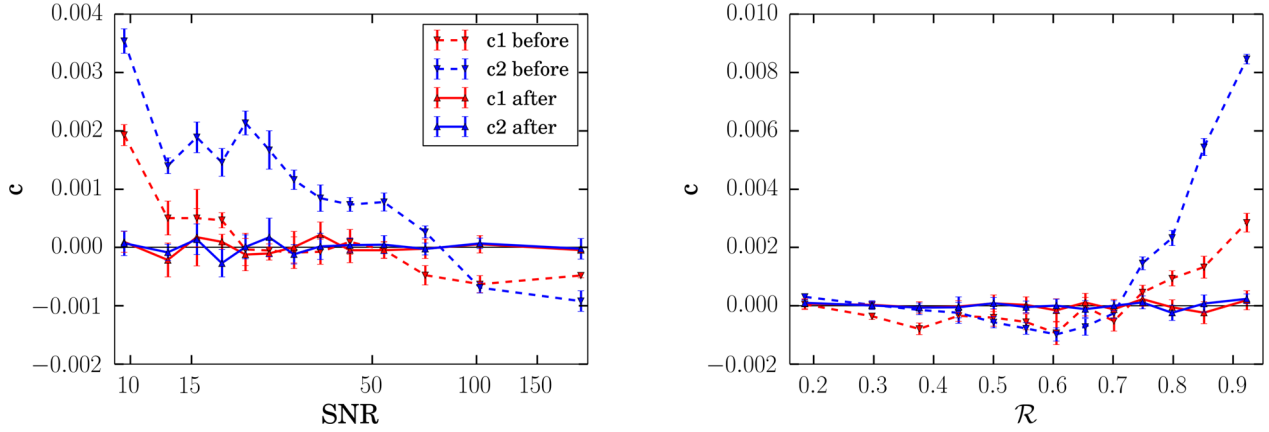 0.004
0.003
0.002
0.001
0.000
−0.001
−0.002
c
10 15 50 100 150
SNR
c1 before
c2 before
c1 after
c2 after
0.010
0.008
0.006
0.004
0.002
0.000
−0.002
c
0.2 0.3 0.4 0.5 0.6 0.7 0.8 0.9
ℛ